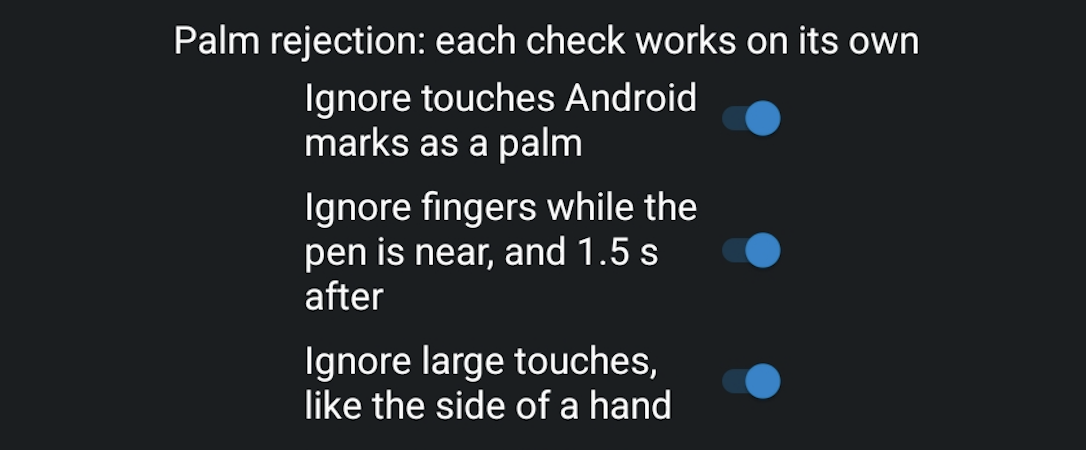 Palm rejection: each check works on its own
Ignore touches Android
marks as a palm
Ignore fingers while the
pen is near, and 1.5 s
after
Ignore large touches,
like the side of a hand